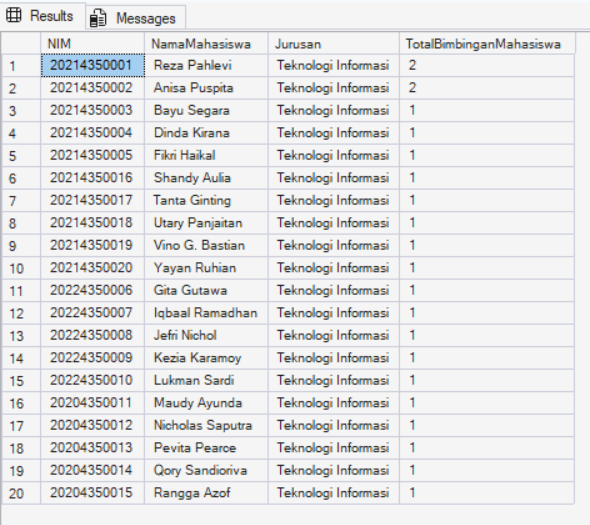 Results Messages
NIM NamaMahasiswa Jurusan TotalBimbinganMahasiswa
1 20214350001 Reza Pahlevi Teknologi Informasi 2
2 20214350002 Anisa Puspita Teknologi Informasi 2
3 20214350003 Bayu Segara Teknologi Informasi 1
4 20214350004 Dinda Kirana Teknologi Informasi 1
5 20214350005 Fikri Haikal Teknologi Informasi 1
6 20214350016 Shandy Aulia Teknologi Informasi 1
7 20214350017 Tanta Ginting Teknologi Informasi 1
8 20214350018 Utary Panjaitan Teknologi Informasi 1
9 20214350019 Vino G. Bastian Teknologi Informasi 1
10 20214350020 Yayan Ruhian Teknologi Informasi 1
11 20224350006 Gita Gutawa Teknologi Informasi 1
12 20224350007 Iqbaal Ramadhan Teknologi Informasi 1
13 20224350008 Jefri Nichol Teknologi Informasi 1
14 20224350009 Kezia Karamoy Teknologi Informasi 1
15 20224350010 Lukman Sardi Teknologi Informasi 1
16 20204350011 Maudy Ayunda Teknologi Informasi 1
17 20204350012 Nicholas Saputra Teknologi Informasi 1
18 20204350013 Pevita Pearce Teknologi Informasi 1
19 20204350014 Qory Sandioriva Teknologi Informasi 1
20 20204350015 Rangga Azof Teknologi Informasi 1